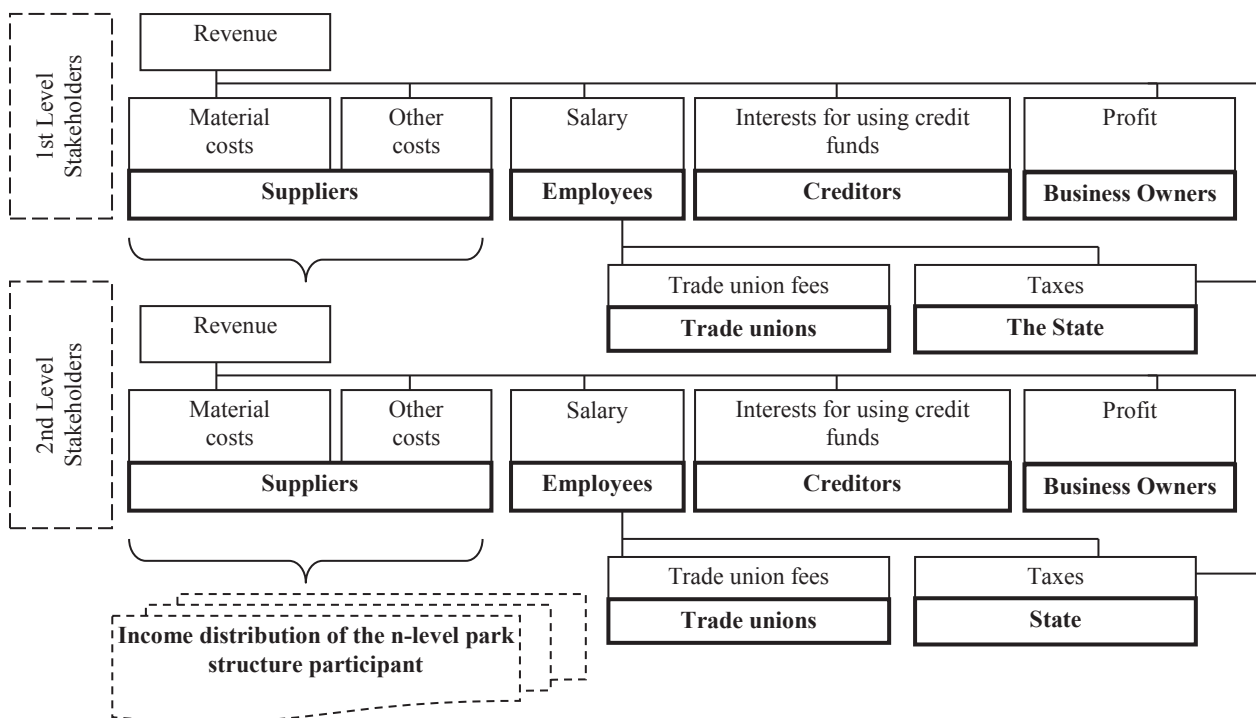 1st Level
Stakeholders
Revenue
Material
costs
Other
costs
Salary
Interests for using credit
funds
Profit
Suppliers
Employees
Creditors
Business Owners
Trade union fees
Taxes
Trade unions
The State
2nd Level
Stakeholders
Revenue
Material
costs
Other
costs
Salary
Interests for using credit
funds
Profit
Suppliers
Employees
Creditors
Business Owners
Trade union fees
Taxes
Trade unions
State
Income distribution of the n-level park
structure participant